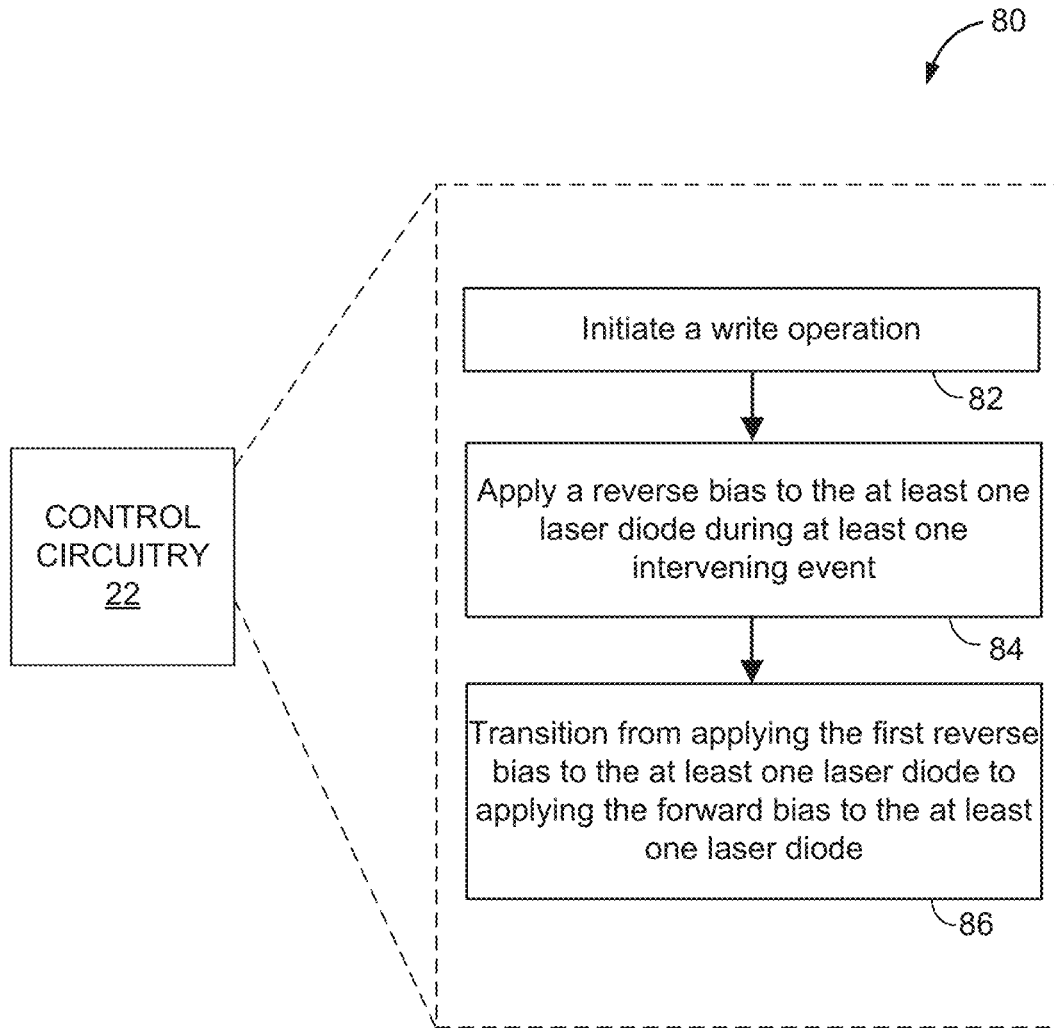 80
Initiate a write operation
82
Apply a reverse bias to the at least one
laser diode during at least one
intervening event
84
CONTROL
CIRCUITRY
22
Transition from applying the first reverse
bias to the at least one laser diode to
applying the forward bias to the at least
one laser diode
86